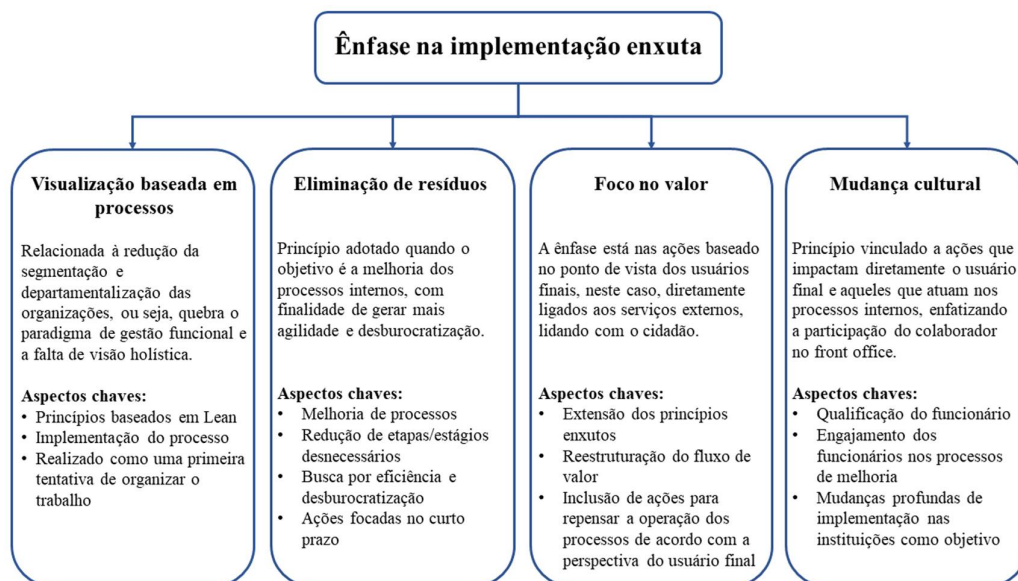 Ênfase na implementação enxuta
Visualização baseada em
processos
Relacionada à redução da
segmentação e
departamentalização das
organizações, ou seja, quebra o
paradigma de gestão funcional e
a falta de visão holística.
Aspectos chaves:
• Princípios baseados em Lean
• Implementação do processo
• Realizado como uma primeira
tentativa de organizar o
trabalho
Eliminação de resíduos
Princípio adotado quando o
objetivo é a melhoria dos
processos internos, com
finalidade de gerar mais
agilidade e desburocratização.
Aspectos chaves:
• Melhoria de processos
• Redução de etapas/estágios
desnecessários
• Busca por eficiência e
desburocratização
• Ações focadas no curto
prazo
Foco no valor
A ênfase está nas ações baseado
no ponto de vista dos usuários
finais, neste caso, diretamente
ligados aos serviços externos,
lidando com o cidadão.
Aspectos chaves:
• Extensão dos princípios
enxutos
• Reestruturação do fluxo de
valor
• Inclusão de ações para
repensar a operação dos
processos de acordo com a
perspectiva do usuário final
Mudança cultural
Princípio vinculado a ações que
impactam diretamente o usuário
final e aqueles que atuam nos
processos internos, enfatizando
a participação do colaborador
no front office.
Aspectos chaves:
• Qualificação do funcionário
• Engajamento dos
funcionários nos processos
de melhoria
• Mudanças profundas de
implementação nas
instituições como objetivo